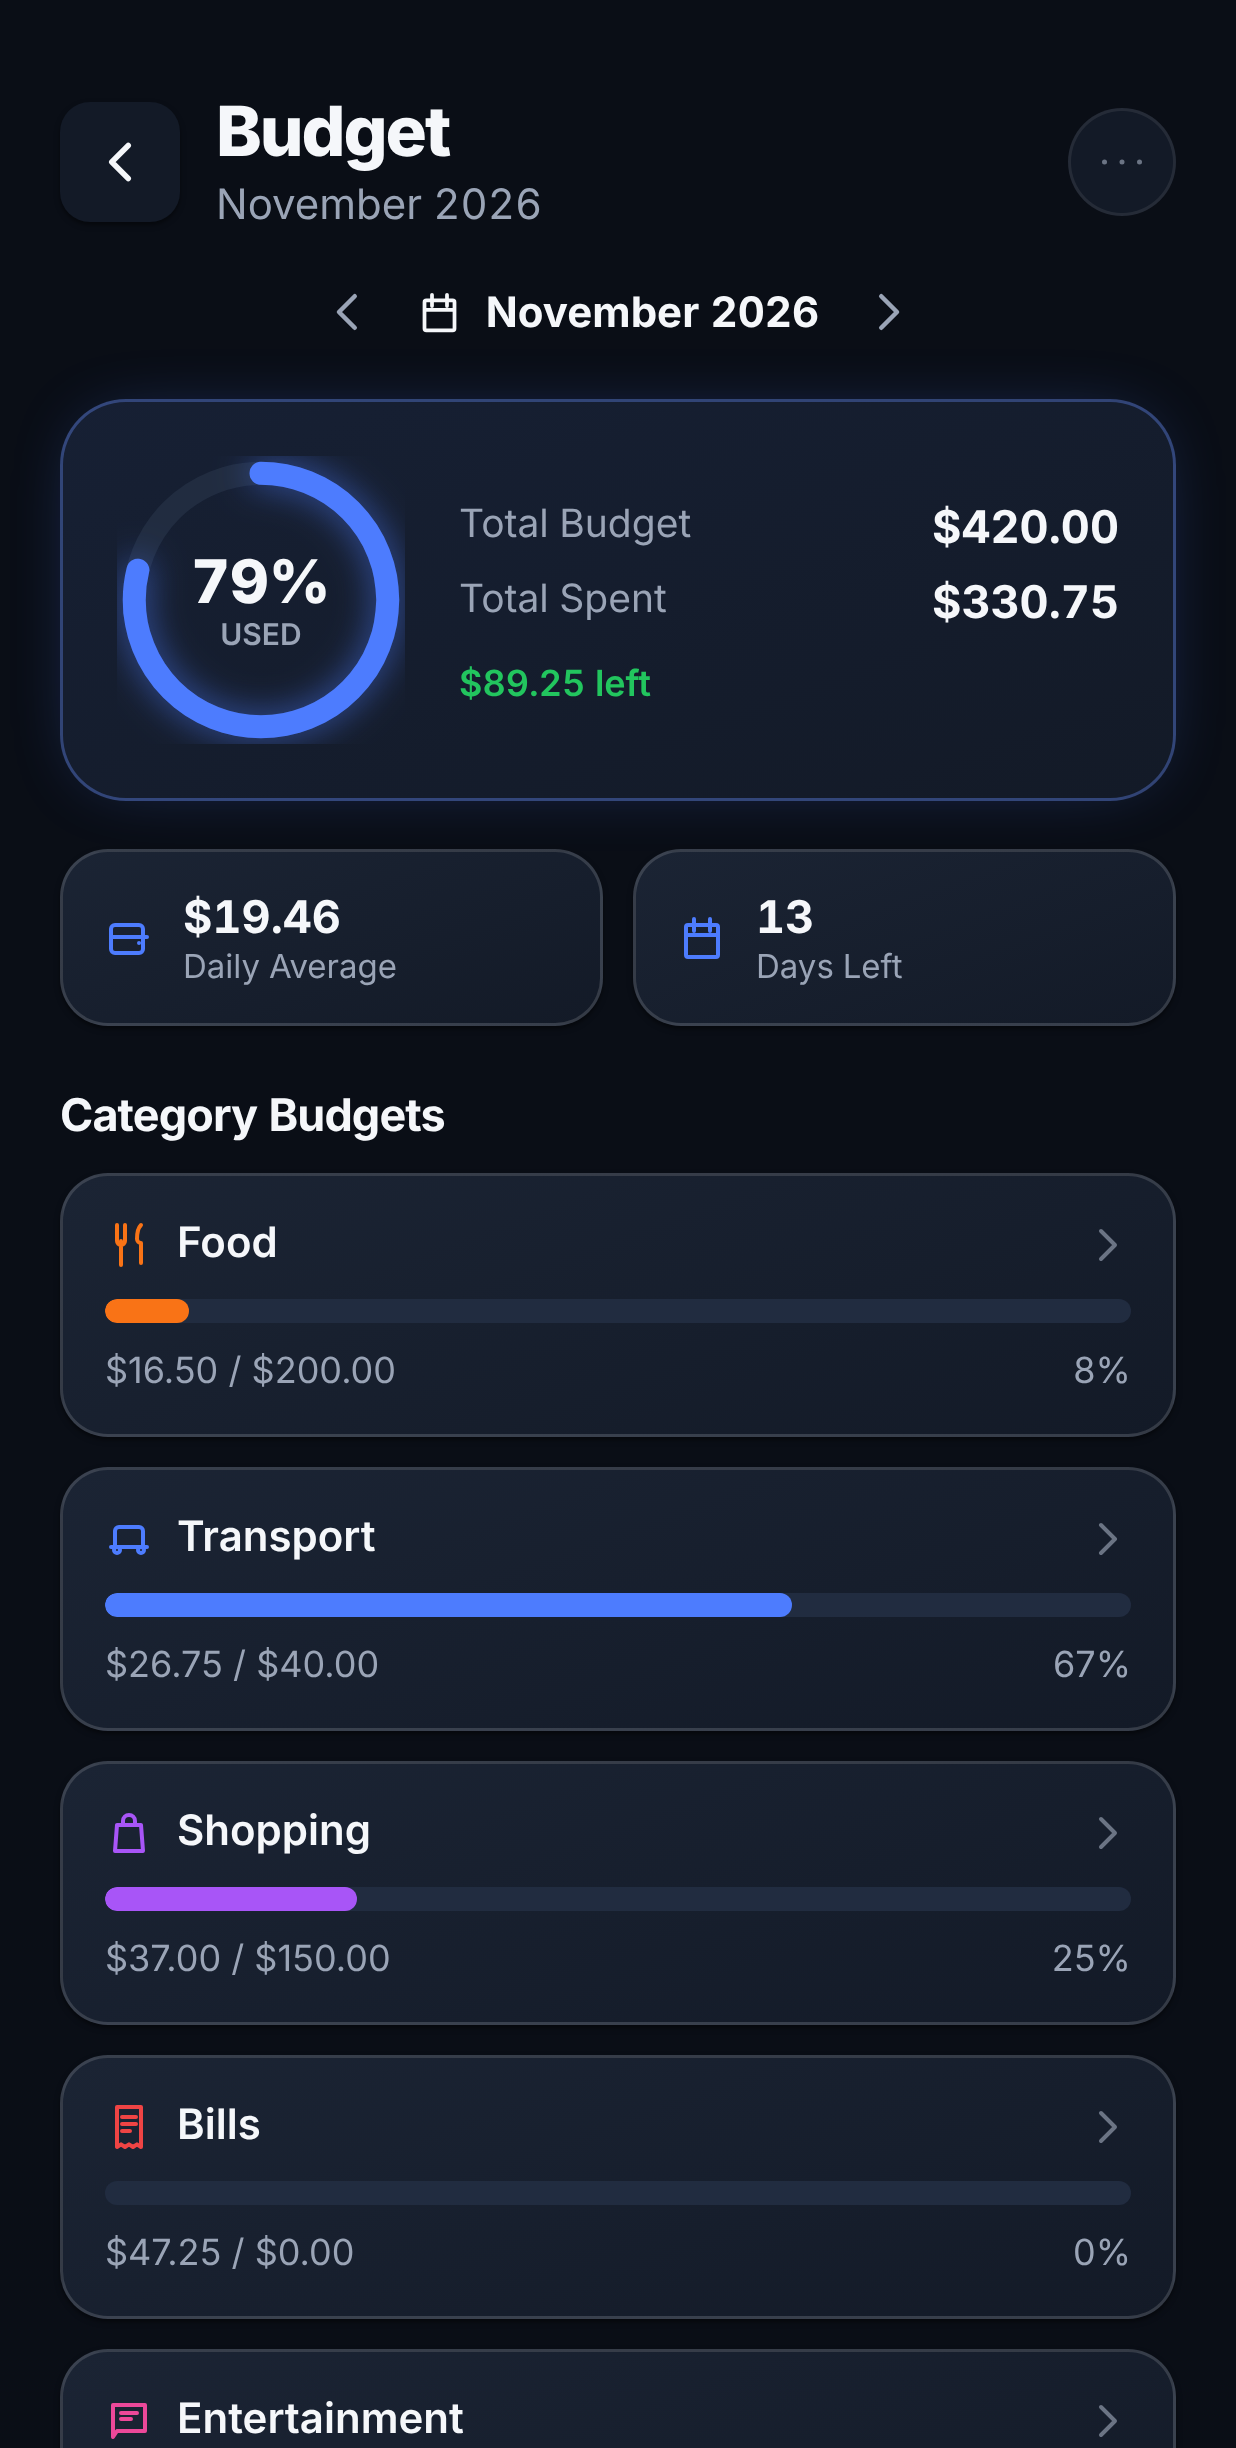 Budget
November 2026
November 2026
79%
USED
Total Budget
$420.00
Total Spent
$330.75
$89.25 left
$19.46
Daily Average
13
Days Left
Category Budgets
Food
$16.50 / $200.00
8%
Transport
$26.75 / $40.00
67%
Shopping
$37.00 / $150.00
25%
Bills
$47.25 / $0.00
0%
Entertainment